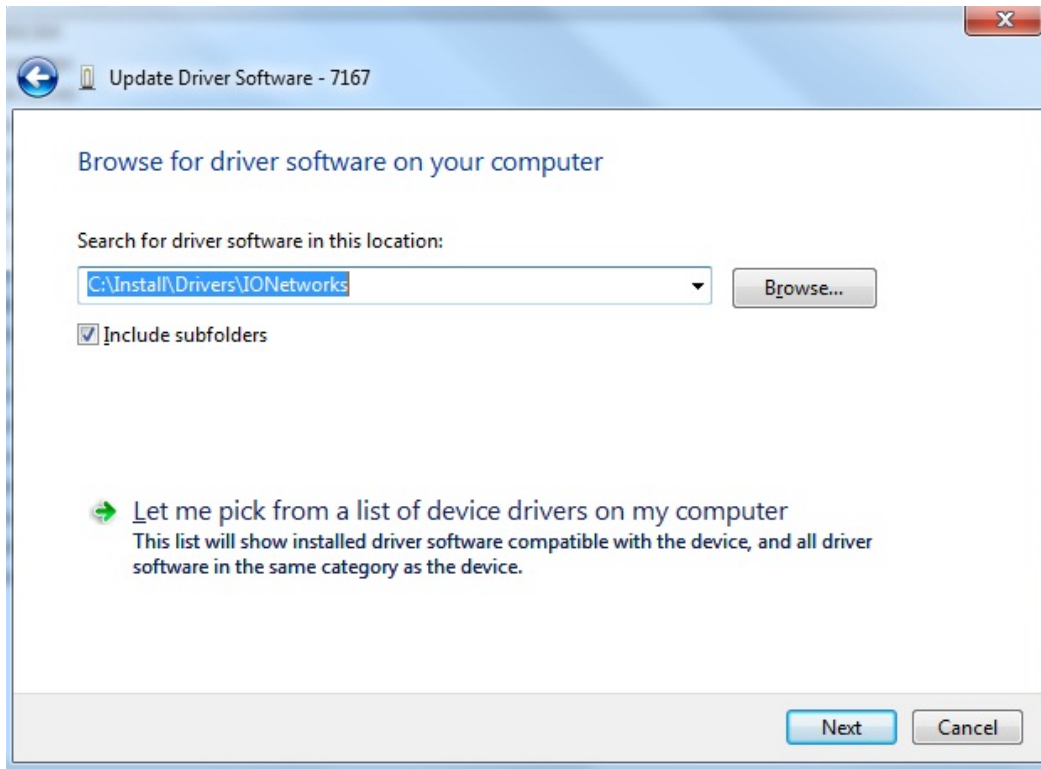 Update Driver Software - 7167
Browse for driver software on your computer
Search for driver software in this location:
C:\Install\Drivers\IONetworks
Browse...
Include subfolders
Let me pick from a list of device drivers on my computer
This list will show installed driver software compatible with the device, and all driver
software in the same category as the device.
Next
Cancel